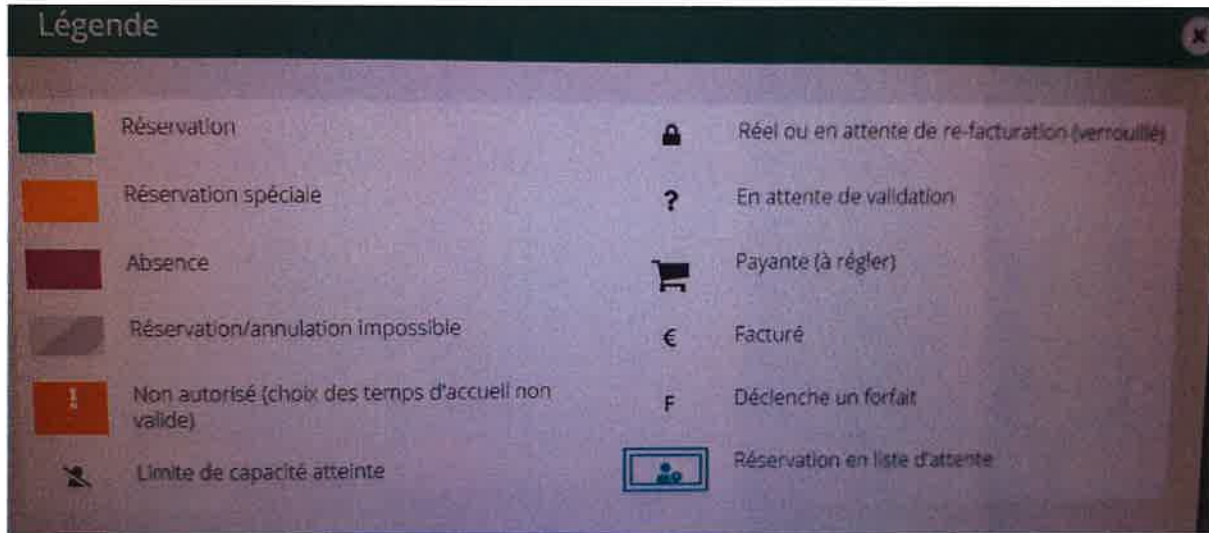 Légende
x
Réservation
Réservation spéciale
Absence
Réservation/annulation impossible
! Non autorisé (choix des temps d'accueil non
valide)
Limite de capacité atteinte
Réel ou en attente de re-facturation (verrouillé)
? En attente de validation
Payante (à régler)
€ Facturé
F Déclenche un forfait
Réservation en liste d'attente